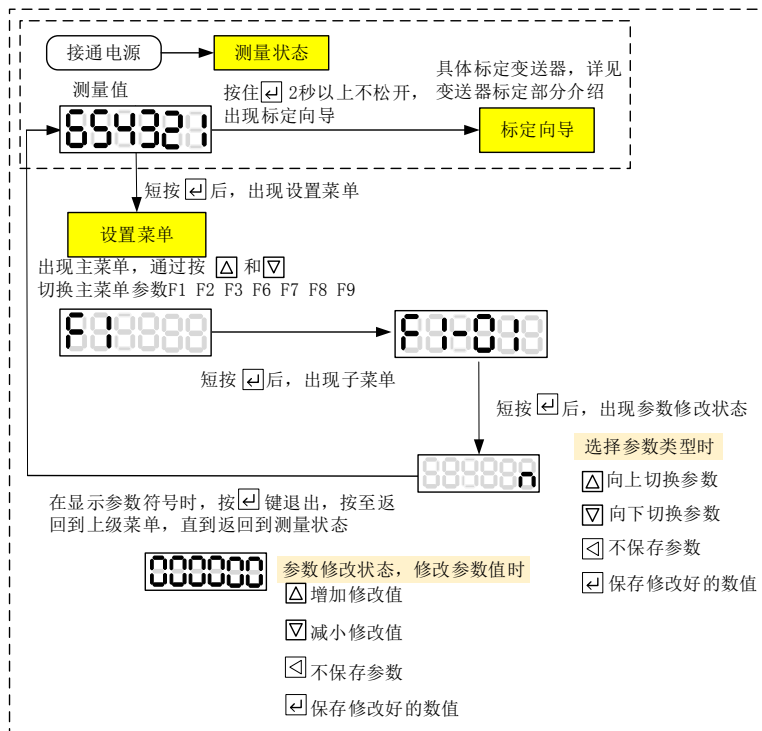 接通电源
测量状态
测量值
按住 2秒以上不松开，
出现标定向导
具体标定变送器，详见
变送器标定部分介绍
654321
标定向导
短按 后，出现设置菜单
设置菜单
出现主菜单，通过按 和
切换主菜单参数F1 F2 F3 F6 F7 F8 F9
F1
F1-01
短按 后，出现子菜单
短按 后，出现参数修改状态
n
选择参数类型时
向上切换参数
向下切换参数
不保存参数
保存修改好的数值
在显示参数符号时，按 键退出，按至返
回到上级菜单，直到返回到测量状态
000000
参数修改状态，修改参数值时
增加修改值
减小修改值
不保存参数
保存修改好的数值